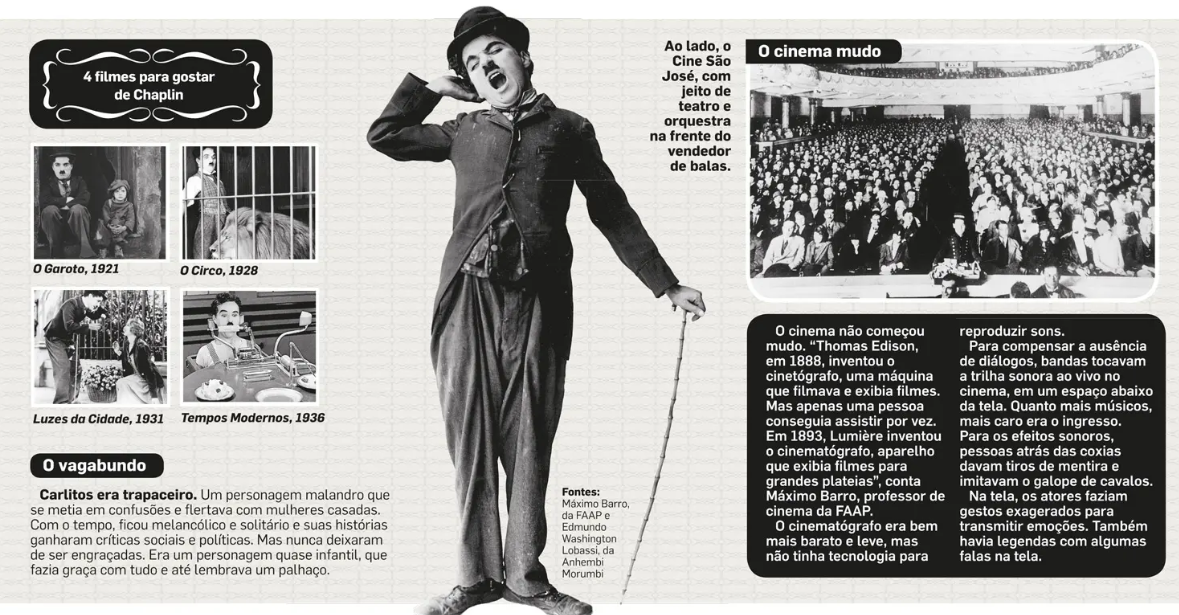 4 filmes para gostar
de Chaplin
O Garoto, 1921
O Circo, 1928
Luzes da Cidade, 1931
Tempos Modernos, 1936
O vagabundo
Carlitos era trapaceiro. Um personagem malandro que
se metia em confusões e flertava com mulheres casadas.
Com o tempo, ficou melancólico e solitário e suas histórias
ganharam críticas sociais e políticas. Mas nunca deixaram
de ser engraçadas. Era um personagem quase infantil, que
fazia graça com tudo e até lembrava um palhaço.
Fontes:
Máximo Barro,
da FAAP e
Edmundo
Washington
Lobassi, da
Anhembi
Morumbi
Ao lado, o
Cine São
José, com
jeito de
teatro e
orquestra
na frente do
vendedor
de balas.
O cinema mudo
O cinema não começou
mudo. “Thomas Edison,
em 1888, inventou o
cinetógrafo, uma máquina
que filmava e exibia filmes.
Mas apenas uma pessoa
conseguia assistir por vez.
Em 1893, Lumière inventou
o cinematógrafo, aparelho
que exibia filmes para
grandes plateias”, conta
Máximo Barro, professor de
cinema da FAAP.
O cinematógrafo era bem
mais barato e leve, mas
não tinha tecnologia para
reproduzir sons.
Para compensar a ausência
de diálogos, bandas tocavam
a trilha sonora ao vivo no
cinema, em um espaço abaixo
da tela. Quanto mais músicos,
mais caro era o ingresso.
Para os efeitos sonoros,
pessoas atrás das coxias
davam tiros de mentira e
imitavam o galope de cavalos.
Na tela, os atores faziam
gestos exagerados para
transmitir emoções. Também
havia legendas com algumas
falas na tela.